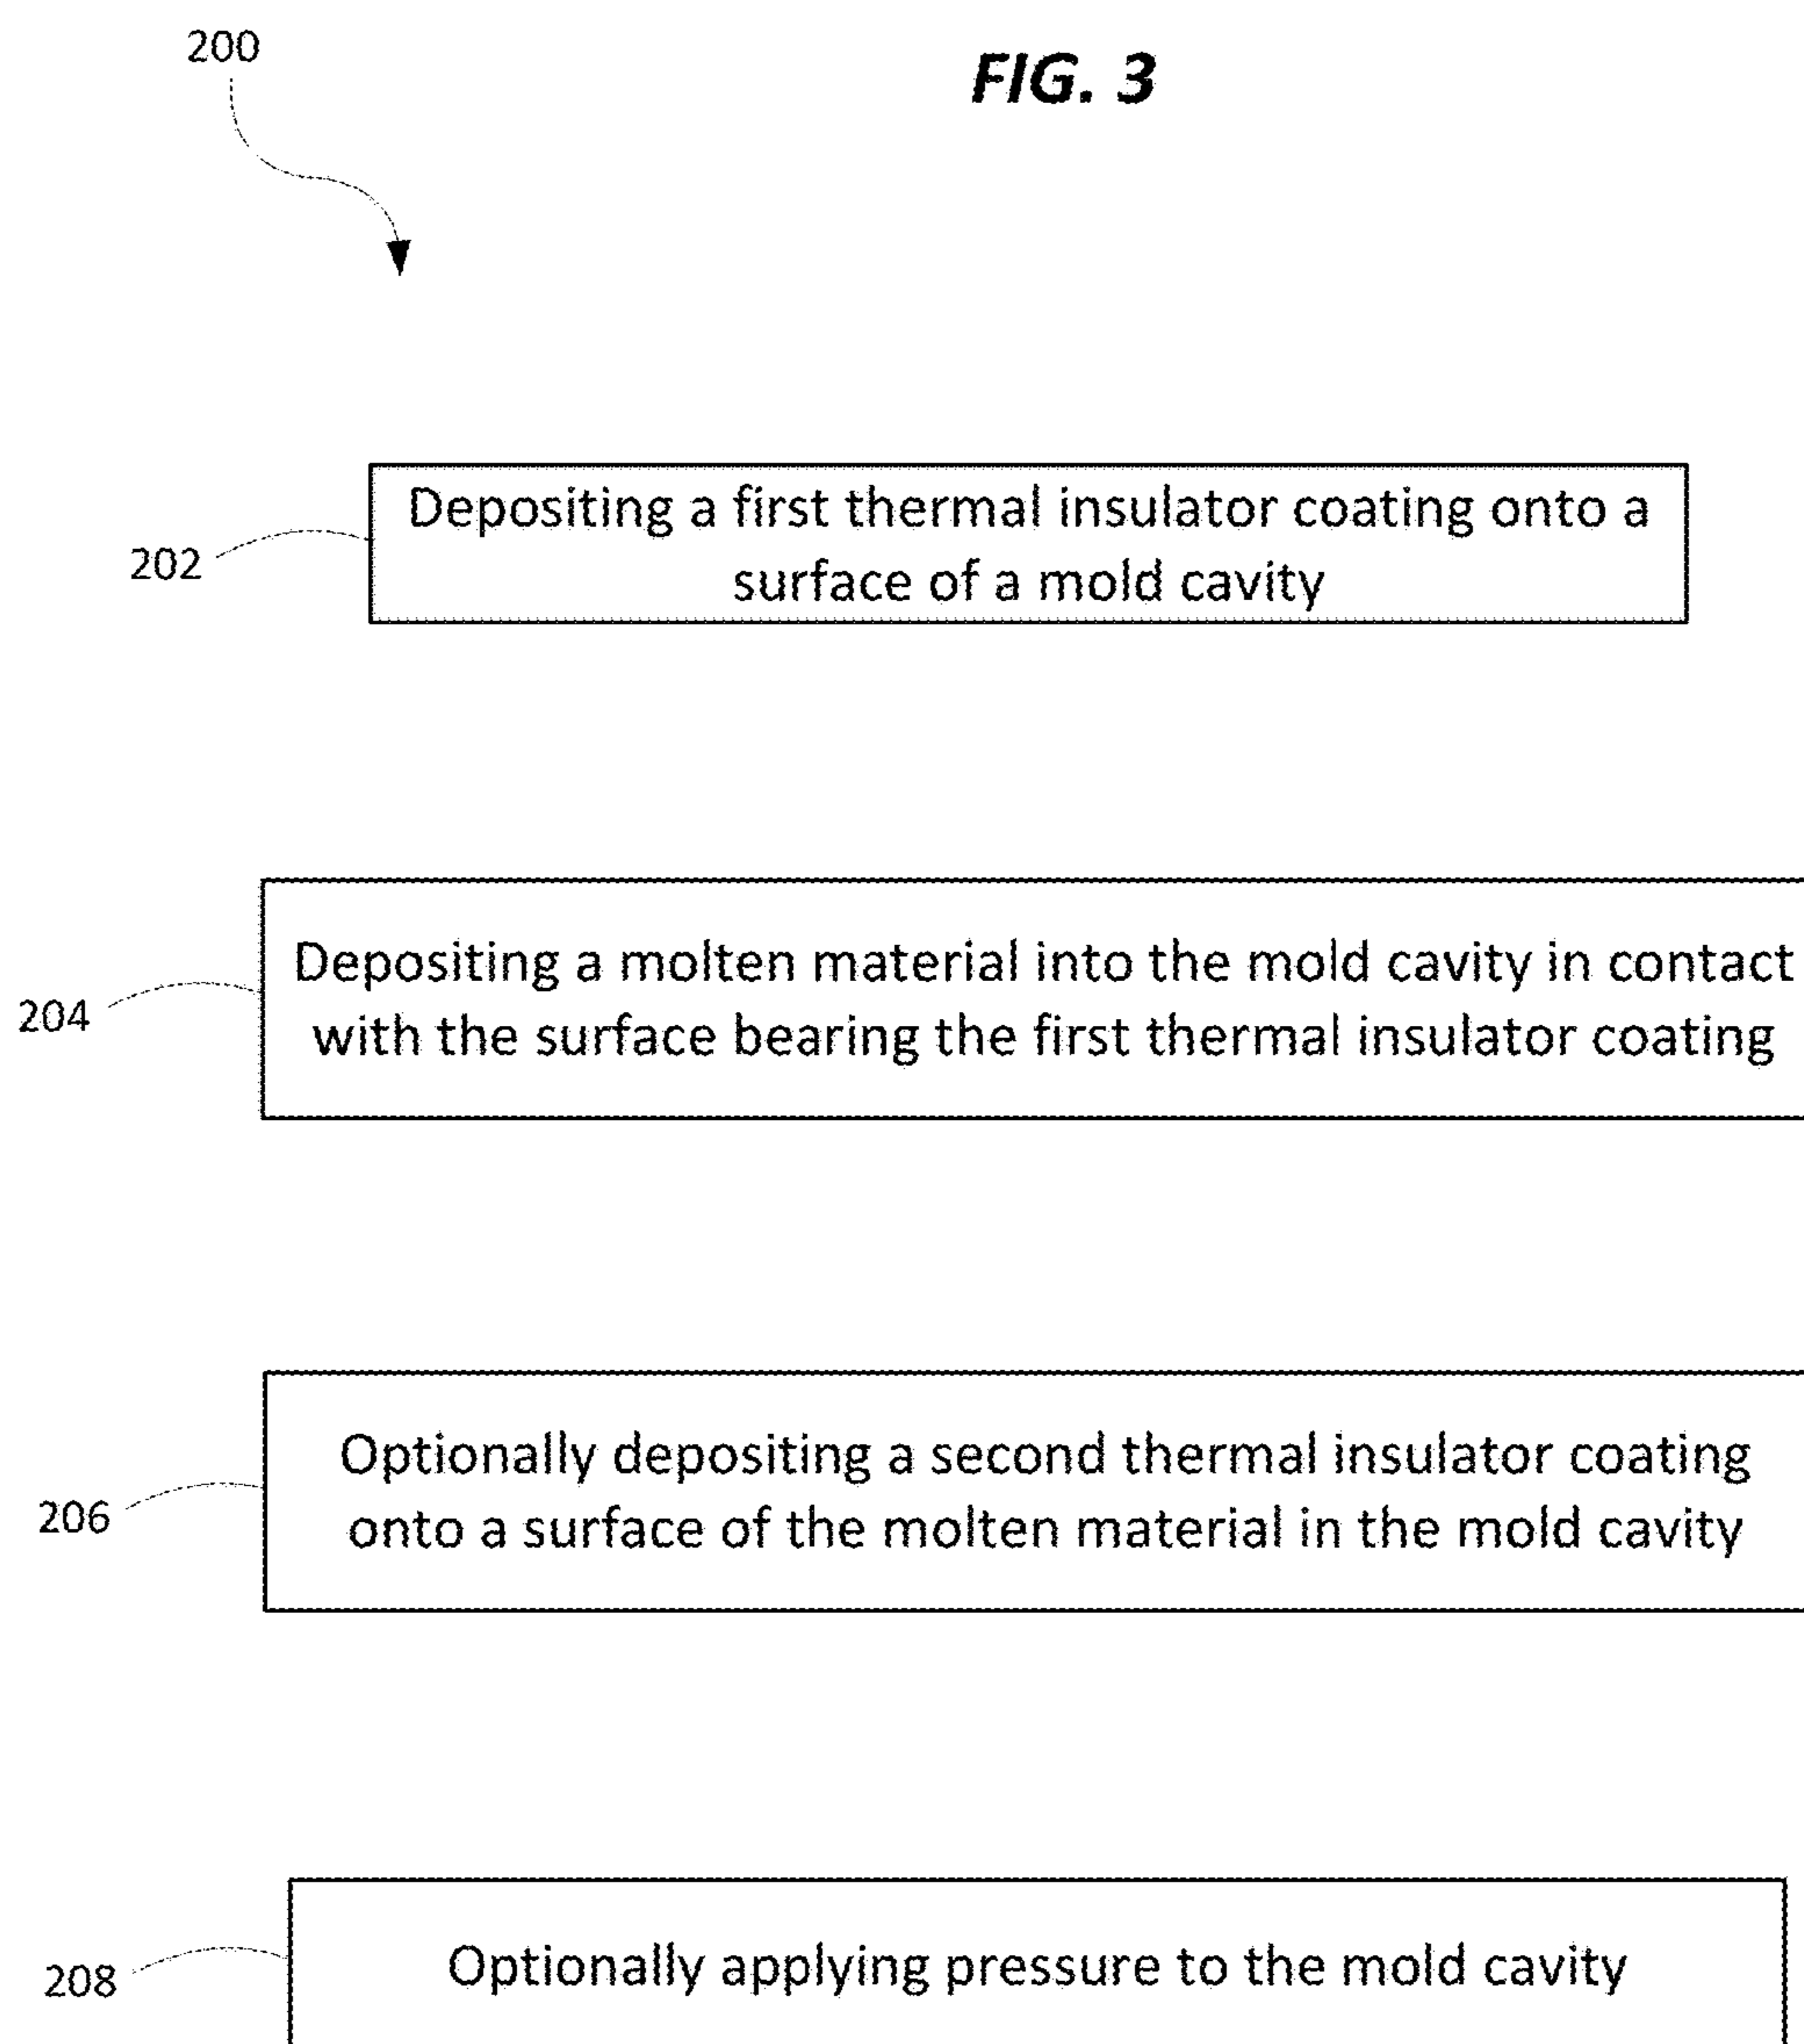 200
FIG. 3
202
Depositing a first thermal insulator coating onto a
surface of a mold cavity
204
Depositing a molten material into the mold cavity in contact
with the surface bearing the first thermal insulator coating
206
Optionally depositing a second thermal insulator coating
onto a surface of the molten material in the mold cavity
208
Optionally applying pressure to the mold cavity